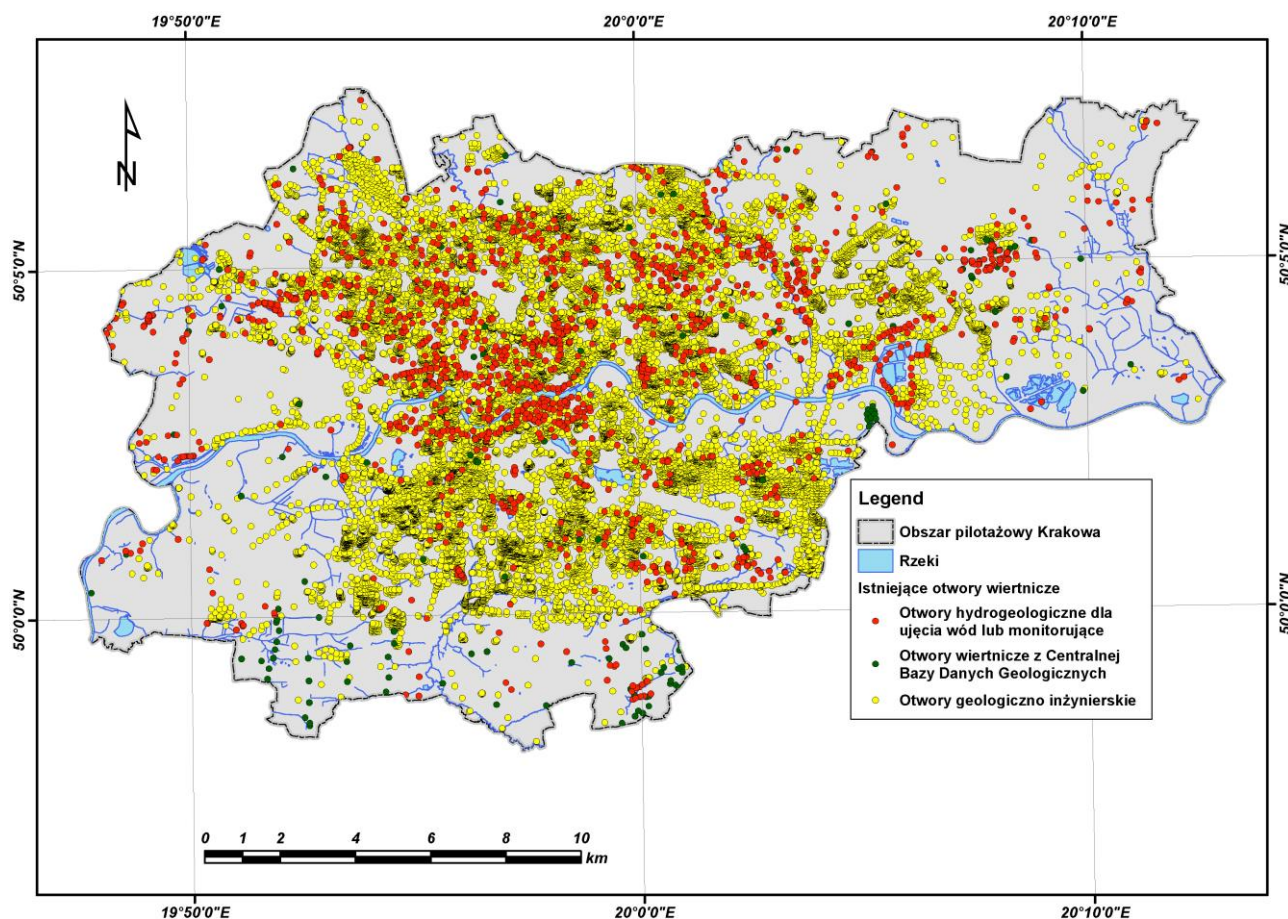 19°50'0"E
20°0'0"E
20°10'0"E
N
50°5'0"N
50°5'0"N
Legend
Obszar pilotażowy Krakowa
Rzeki
Istniejące otwory wiertnicze
Otwory hydrogeologiczne dla
ujęcia wód lub monitorujące
Otwory wiertnicze z Centralnej
Bazy Danych Geologicznych
Otwory geologiczno inżynierskie
50°0'0"N
50°0'0"N
0 1 2 4 6 8 10
km
19°50'0"E
20°0'0"E
20°10'0"E